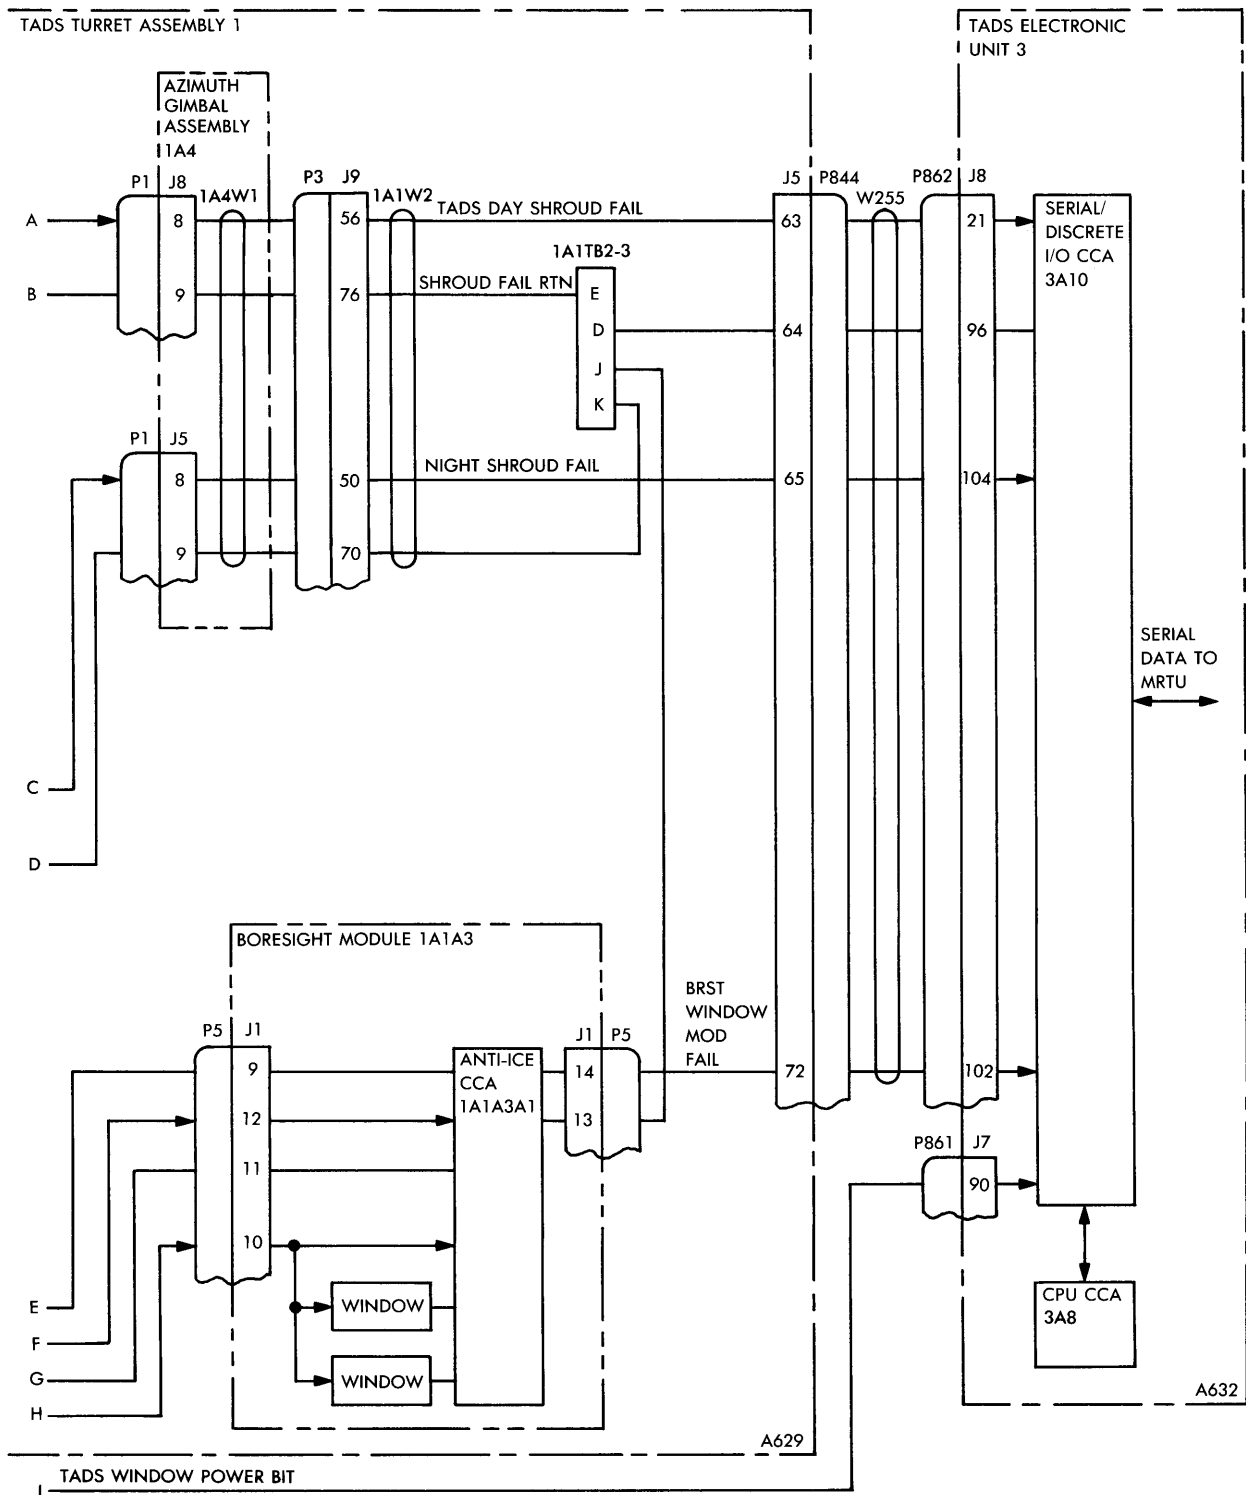 TADS TURRET ASSEMBLY 1
TADS ELECTRONIC
UNIT 3
AZIMUTH
GIMBAL
ASSEMBLY
1A4
P1 J8
1A4W1
P3 J9
1A1W2
J5 P844
W255
P862 J8
A
8
56
TADS DAY SHROUD FAIL
63
21
SERIAL/
DISCRETE
I/O CCA
3A10
1A1TB2-3
B
9
76
SHROUD FAIL RTN
E
D
64
96
J
K
P1 J5
8
50
NIGHT SHROUD FAIL
65
104
9
70
SERIAL
DATA TO
MRTU
C
D
BORESIGHT MODULE 1A1A3
BRST
WINDOW
MOD
FAIL
P5 J1
J1 P5
9
ANTI-ICE
CCA
1A1A3A1
14
72
102
12
13
11
P861 J7
90
10
E
WINDOW
CPU CCA
3A8
F
G
WINDOW
H
A632
A629
TADS WINDOW POWER BIT
I